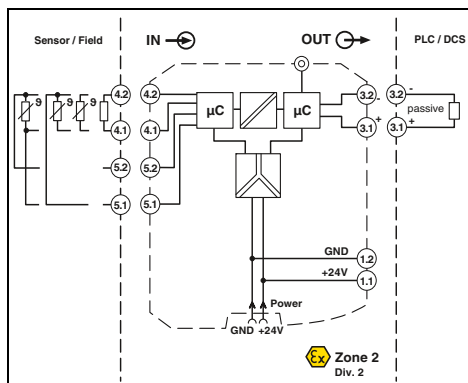 Sensor / Field
IN
OUT
PLC / DCS
ϑ ϑ ϑ
4.2 4.2 3.2 - 3.2 -
µC µC
passive
4.1 4.1 3.1 + 3.1 +
5.2 5.2
5.1 5.1
GND 1.2
+24V 1.1
Power
GND +24V
Ex Zone 2
Div. 2